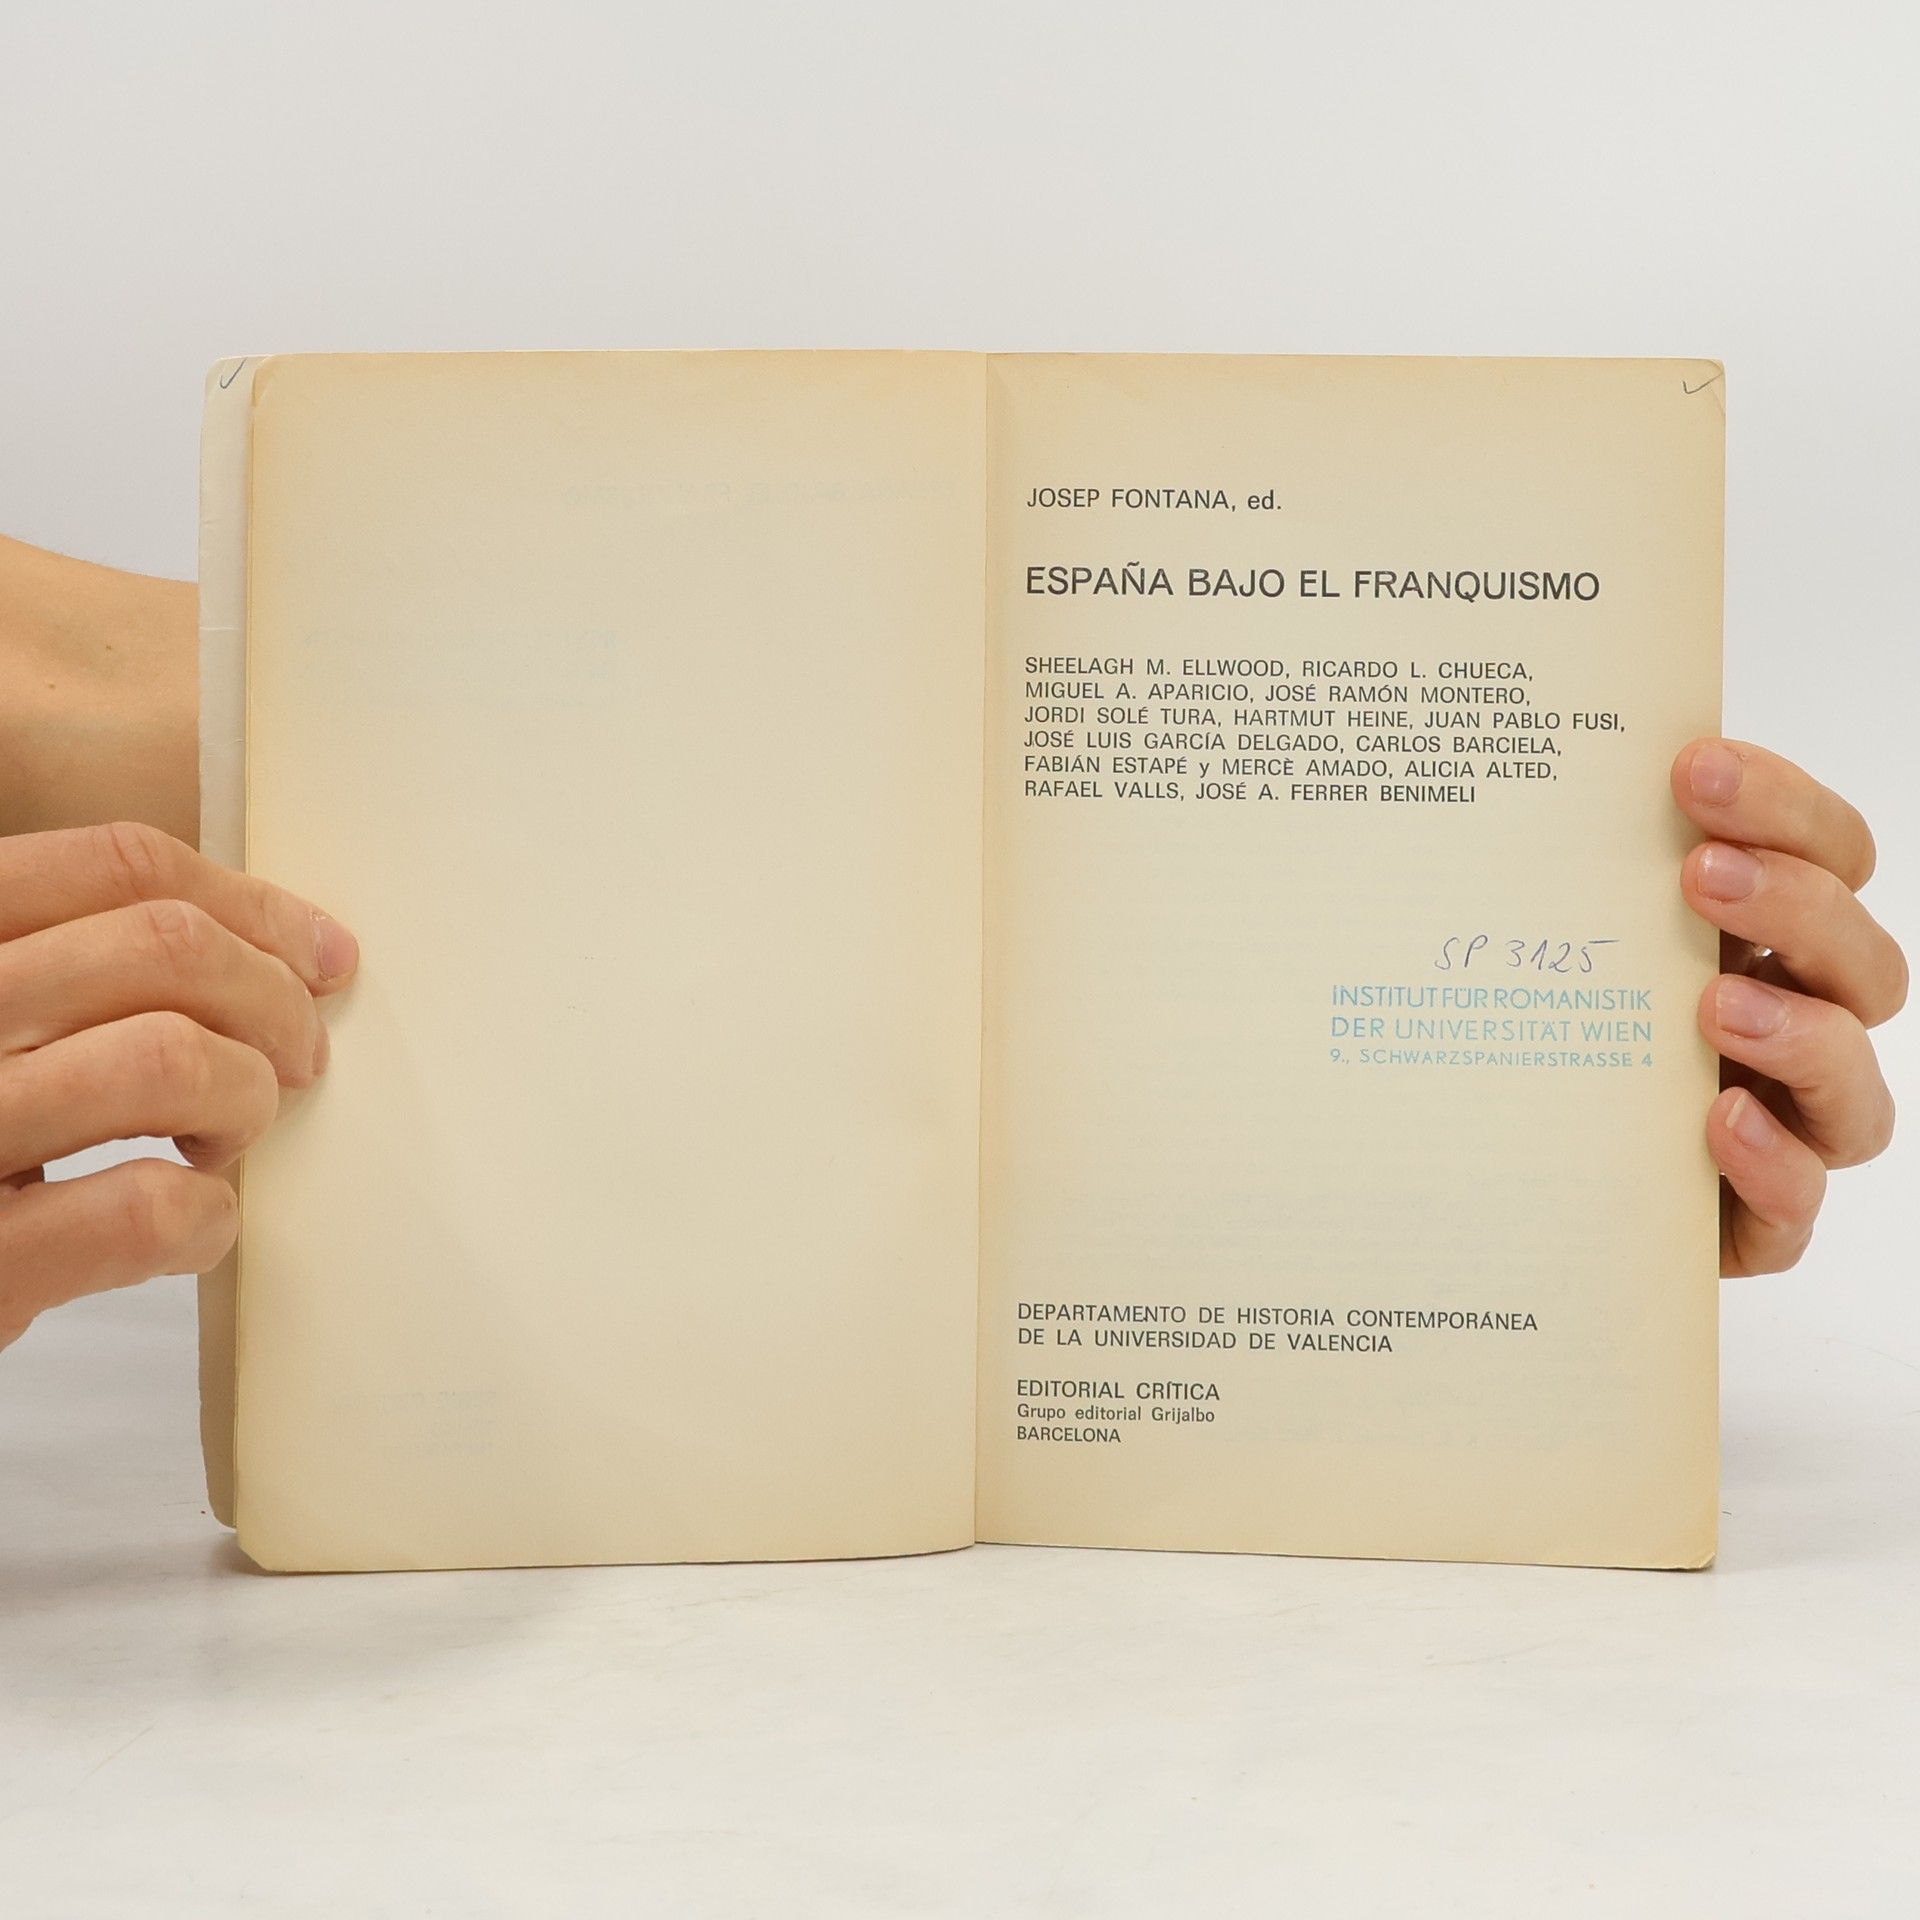 JOSEP FONTANA, ed.
ESPAÑA BAJO EL FRANQUISMO
SHEELAGH M. ELLWOOD, RICARDO L. CHUECA,
MIGUEL A. APARICIO, JOSÉ RAMÓN MONTERO,
JORDI SOLÉ TURA, HARTMUT HEINE, JUAN PABLO FUSI,
JOSÉ LUIS GARCÍA DELGADO, CARLOS BARCIELA,
FABIÁN ESTAPÉ y MERCÈ AMADO, ALICIA ALTED,
RAFAEL VALLS, JOSÉ A. FERRER BENIMELI
SP 3125
INSTITUT FÜR ROMANISTIK
DER UNIVERSITÄT WIEN
9., SCHWARZSPANIERSTRASSE 4
DEPARTAMENTO DE HISTORIA CONTEMPORÁNEA
DE LA UNIVERSIDAD DE VALENCIA
EDITORIAL CRÍTICA
Grupo editorial Grijalbo
BARCELONA